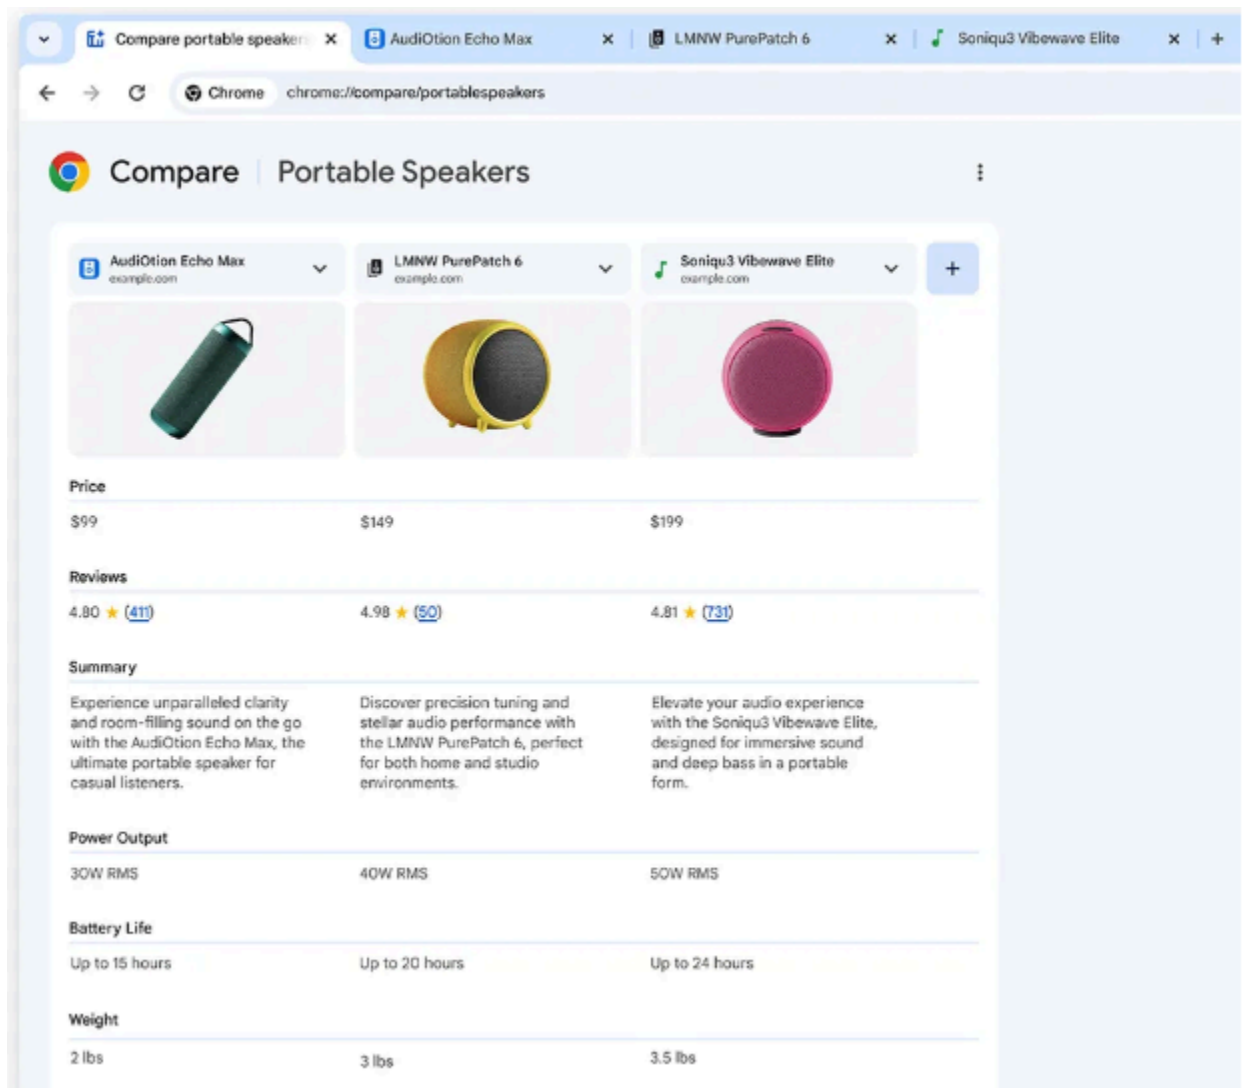 Compare portable speaker
AudiOtion Echo Max
LMNW PurePatch 6
Soniqu3 Vibewave Elite
Chrome
chrome://compare/portablespeakers
Compare
Portable Speakers
AudiOtion Echo Max
example.com
LMNW PurePatch 6
example.com
Soniqu3 Vibewave Elite
example.com
Price
$99
$149
$199
Reviews
4.80 ★ (411)
4.98 ★ (50)
4.81 ★ (731)
Summary
Experience unparalleled clarity
and room-filling sound on the go
with the AudiOtion Echo Max, the
ultimate portable speaker for
casual listeners.
Discover precision tuning and
stellar audio performance with
the LMNW PurePatch 6, perfect
for both home and studio
environments.
Elevate your audio experience
with the Soniqu3 Vibewave Elite,
designed for immersive sound
and deep bass in a portable
form.
Power Output
30W RMS
40W RMS
50W RMS
Battery Life
Up to 15 hours
Up to 20 hours
Up to 24 hours
Weight
2 lbs
3 lbs
3.5 lbs